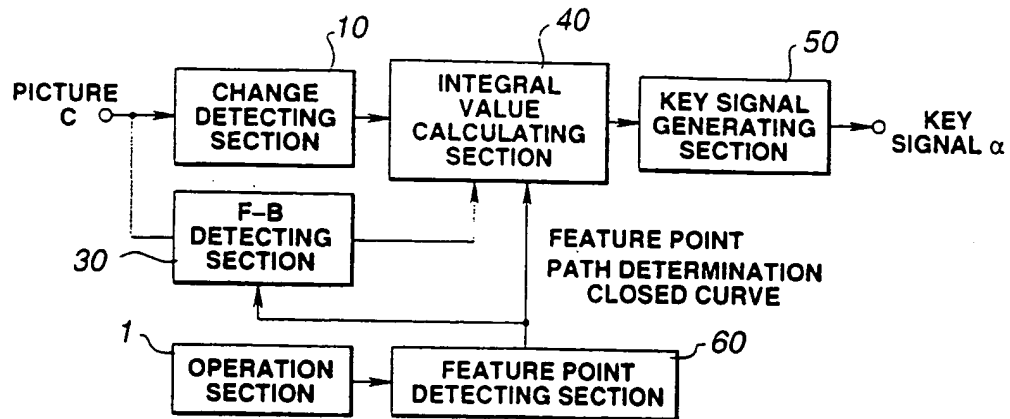 10
40
50
PICTURE
C
CHANGE
DETECTING
SECTION
INTEGRAL
VALUE
CALCULATING
SECTION
KEY SIGNAL
GENERATING
SECTION
KEY
SIGNAL α
F–B
DETECTING
SECTION
30
FEATURE POINT
PATH DETERMINATION
CLOSED CURVE
1
OPERATION
SECTION
60
FEATURE POINT
DETECTING SECTION